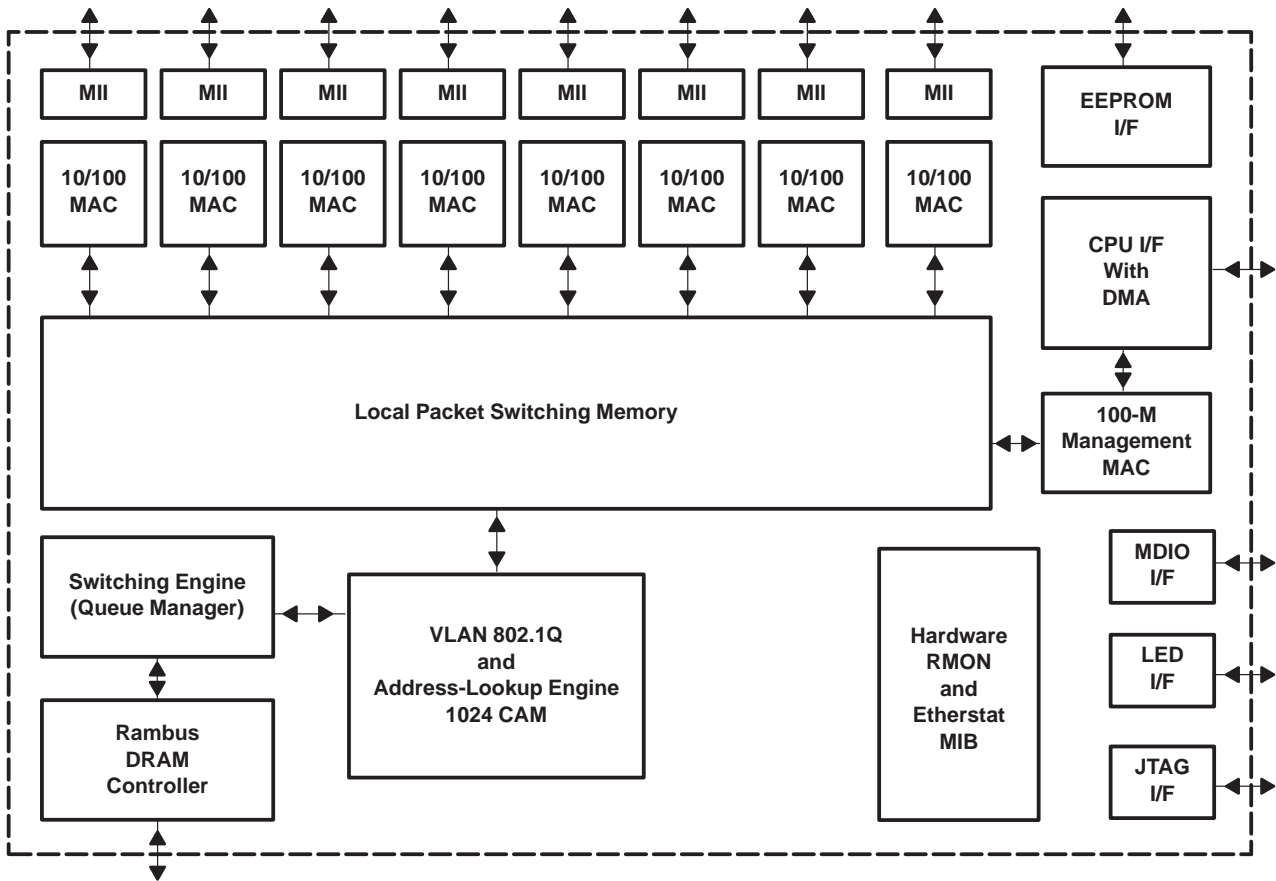 MII
MII
MII
MII
MII
MII
MII
MII
EEPROM
I/F
10/100
MAC
10/100
MAC
10/100
MAC
10/100
MAC
10/100
MAC
10/100
MAC
10/100
MAC
10/100
MAC
CPU I/F
With
DMA
Local Packet Switching Memory
100-M
Management
MAC
Switching Engine
(Queue Manager)
VLAN 802.1Q
and
Address-Lookup Engine
1024 CAM
Rambus
DRAM
Controller
Hardware
RMON
and
Etherstat
MIB
MDIO
I/F
LED
I/F
JTAG
I/F